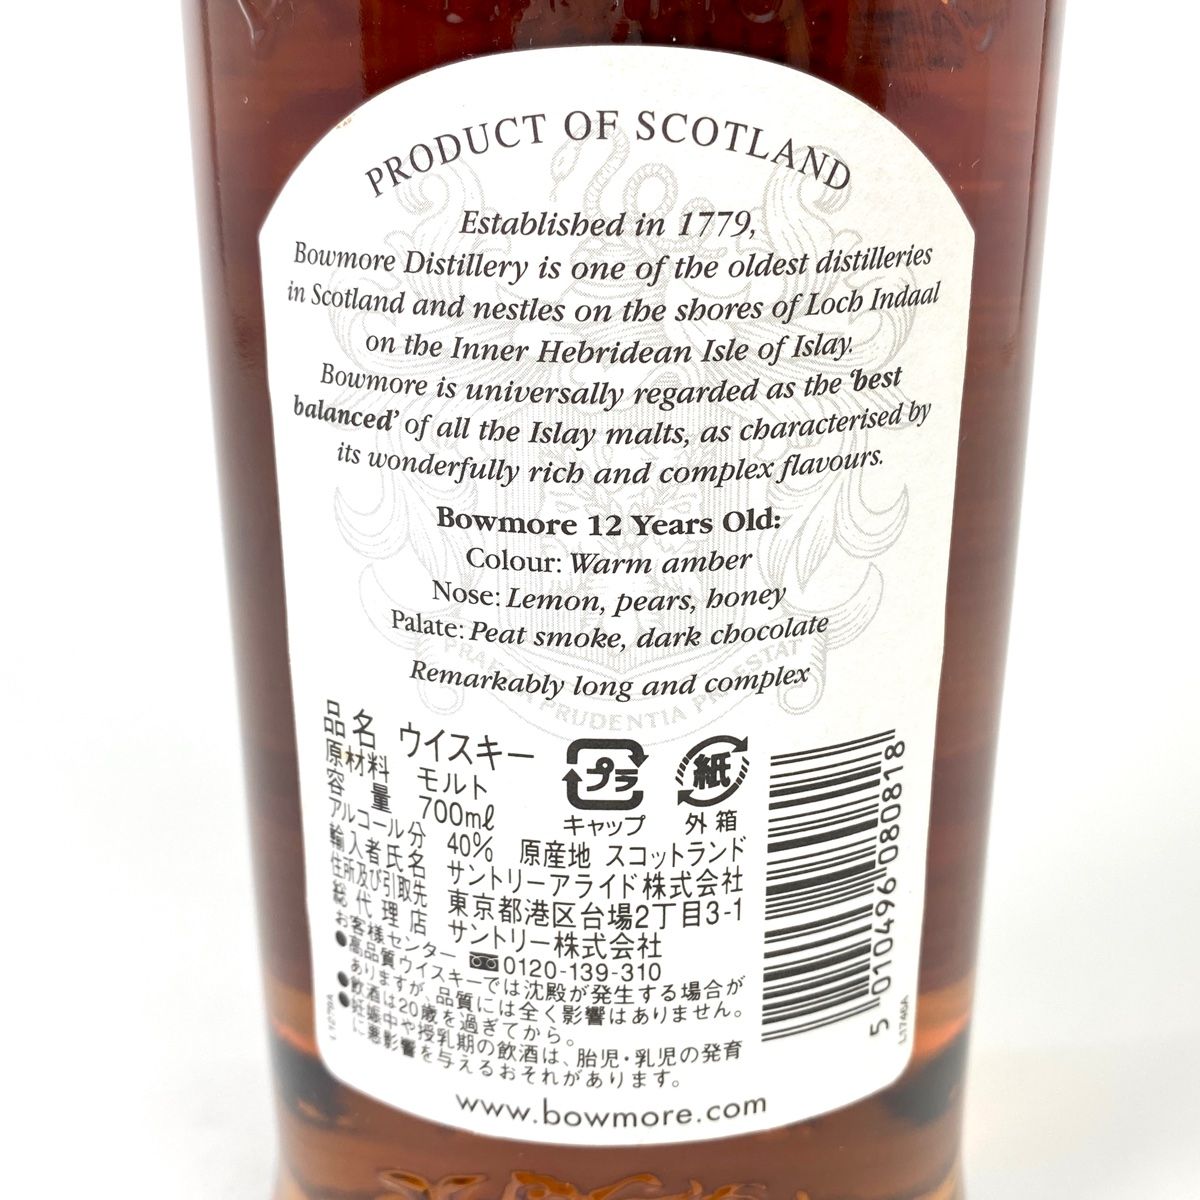 PRODUCT OF SCOTLAND
Established in 1779,
Bowmore Distillery is one of the oldest distilleries
in Scotland and nestles on the shores of Loch Indaal
on the Inner Hebridean Isle of Islay.
Bowmore is universally regarded as the ‘best
balanced’ of all the Islay malts, as characterised by
its wonderfully rich and complex flavours.
Bowmore 12 Years Old:
Colour: Warm amber
Nose: Lemon, pears, honey
Palate: Peat smoke, dark chocolate
PRUDENTIA
Remarkably long and complex
品名 ウイスキー
原材料 モルト
容量 700mℓ
アルコール分 40% 原産地 スコットランド
輸入者氏名 サントリーアライド株式会社
住所及び引取先 東京都港区台場2丁目3-1
総代理店 サントリー株式会社
お客様センター 0120-139-310
●高品質ウイスキーでは沈殿が発生する場合が
ありますが、品質には全く影響はありません。
●飲酒は20歳を過ぎてから。
●妊娠中や授乳期の飲酒は、胎児・乳児の発育
に悪影響を与えるおそれがあります。
プラ
キャップ
紙
外箱
5 010496 080818
L1746A
www.bowmore.com